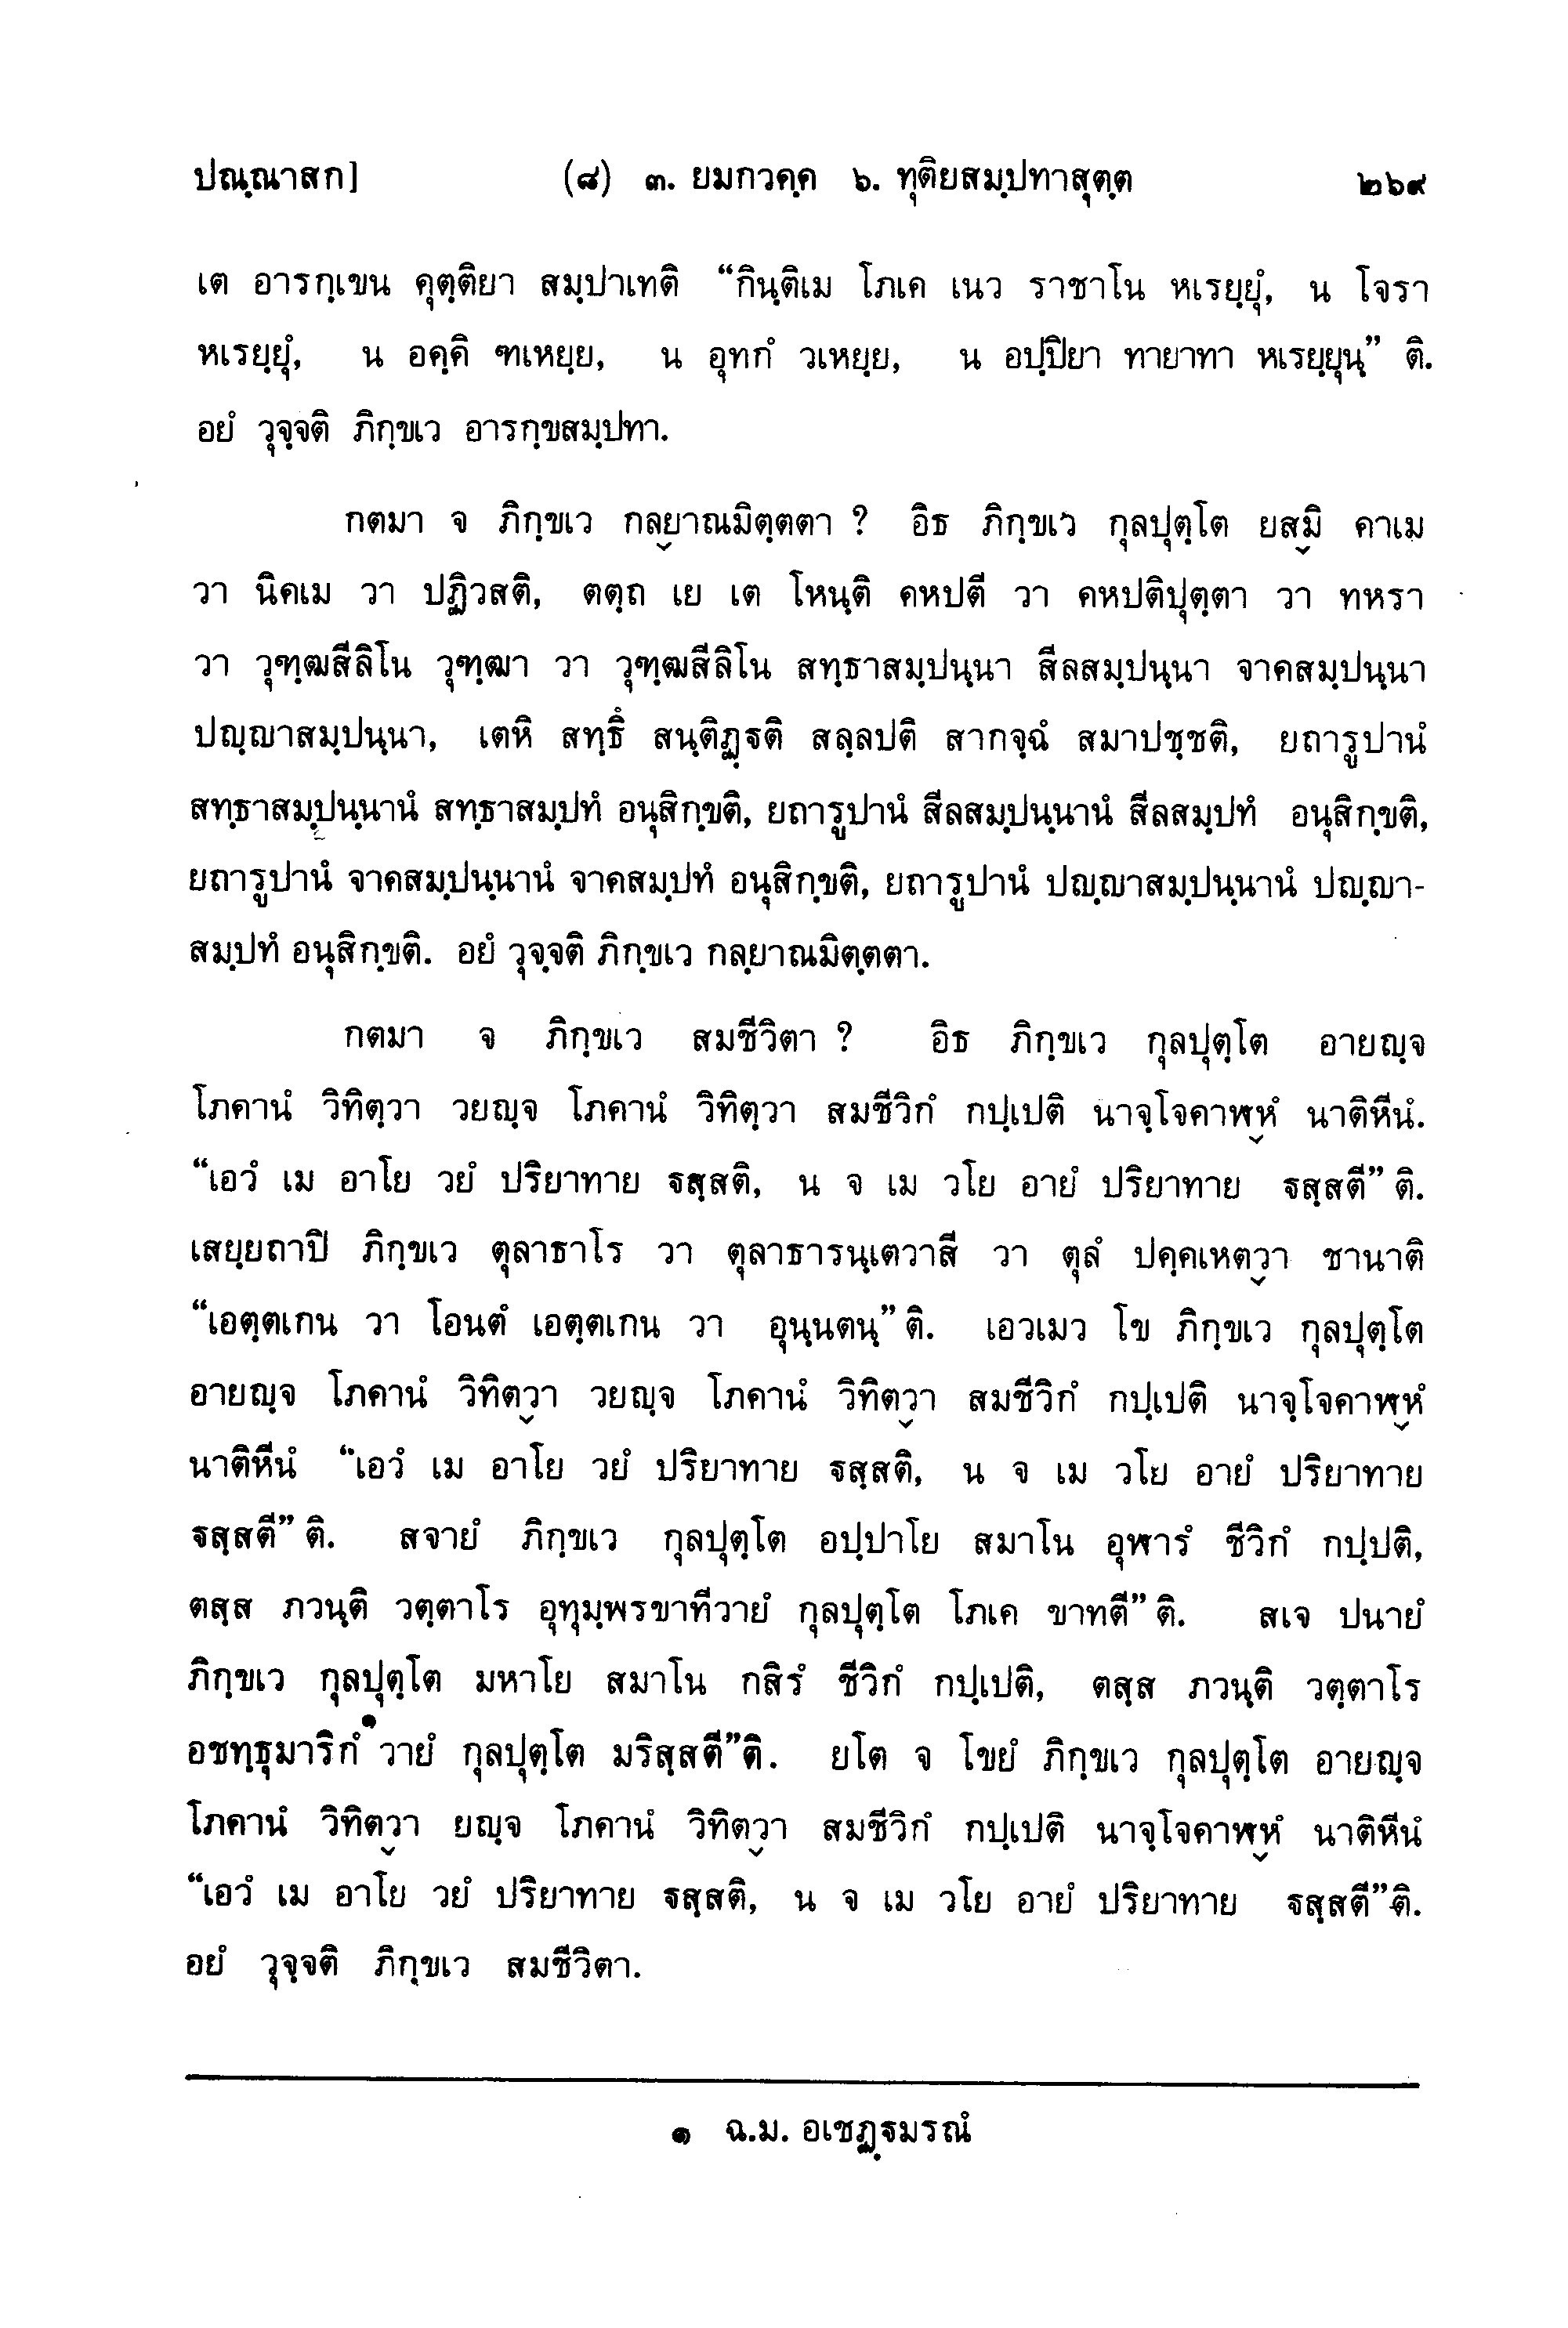 ปณฺณาสก] (๘) ๓. ยมกวคฺค ๖. ทุติยสมฺปทาสุตฺต ๒๖๙
เต อารกฺเขน คุตฺติยา สมฺปาเทติ “กินฺติเม โภเค เนว ราชาโน หเรยฺยุํ, น โจรา
หเรยฺยุํ, น อคฺคิ ฑเหยฺย, น อุทกํ วเหยฺย, น อปฺปิยา ทายาทา หเรยฺยุนฺ” ติ.
อยํ วุจฺจติ ภิกฺขเว อารกฺขสมฺปทา.
กตมา จ ภิกฺขเว กลฺยาณมิตฺตตา ? อิธ ภิกฺขเว กุลปุตฺโต ยสฺมิ คาเม
วา นิคเม วา ปฏิวสติ, ตตฺถ เย เต โหนฺติ คหปตี วา คหปติปุตฺตา วา ทหรา
วา วุฑฺฒสีลิโน วุฑฺฒา วา วุฑฺฒสีลิโน สทฺธาสมฺปนฺนา สีลสมฺปนฺนา จาคสมฺปนฺนา
ปญฺญาสมฺปนฺนา, เตหิ สทฺธึ สนฺติฏฺฐติ สลฺลปติ สากจฺฉํ สมาปชฺชติ, ยถารูปานํ
สทฺธาสมฺปนฺนานํ สทฺธาสมฺปทํ อนุสิกฺขติ, ยถารูปานํ สีลสมฺปนฺนานํ สีลสมฺปทํ อนุสิกฺขติ,
ยถารูปานํ จาคสมฺปนฺนานํ จาคสมฺปทํ อนุสิกฺขติ, ยถารูปานํ ปญฺญาสมฺปนฺนานํ ปญฺญา-
สมฺปทํ อนุสิกฺขติ. อยํ วุจฺจติ ภิกฺขเว กลฺยาณมิตฺตตา.
กตมา จ ภิกฺขเว สมชีวิตา ? อิธ ภิกฺขเว กุลปุตฺโต อายญฺจ
โภคานํ วิทิตฺวา วยญฺจ โภคานํ วิทิตฺวา สมชีวิกํ กปฺเปติ นาจฺโจคาฬฺหํ นาติหีนํ.
“เอวํ เม อาโย วยํ ปริยาทาย ฐสฺสติ, น จ เม วโย อายํ ปริยาทาย ฐสฺสตี” ติ.
เสยฺยถาปิ ภิกฺขเว ตุลาธาโร วา ตุลาธารนฺเตวาสี วา ตุลํ ปคฺคเหตฺวา ชานาติ
“เอตฺตเกน วา โอนตํ เอตฺตเกน วา อุนฺนตนฺ” ติ. เอวเมว โข ภิกฺขเว กุลปุตฺโต
อายญฺจ โภคานํ วิทิตฺวา วยญฺจ โภคานํ วิทิตฺวา สมชีวิกํ กปฺเปติ นาจฺโจคาฬฺหํ
นาติหีนํ “เอวํ เม อาโย วยํ ปริยาทาย ฐสฺสติ, น จ เม วโย อายํ ปริยาทาย
ฐสฺสตี” ติ. สจายํ ภิกฺขเว กุลปุตฺโต อปฺปาโย สมาโน อุฬารํ ชีวิกํ กปฺปติ,
ตสฺส ภวนฺติ วตฺตาโร อุทุมฺพรขาทีวายํ กุลปุตฺโต โภเค ขาทตี” ติ. สเจ ปนายํ
ภิกฺขเว กุลปุตฺโต มหาโย สมาโน กสิรํ ชีวิกํ กปฺเปติ, ตสฺส ภวนฺติ วตฺตาโร
อชทฺธุมาริกํ๑วายํ กุลปุตฺโต มริสฺสตี”ติ. ยโต จ โขยํ ภิกฺขเว กุลปุตฺโต อายญฺจ
โภคานํ วิทิตฺวา ยญฺจ โภคานํ วิทิตฺวา สมชีวิกํ กปฺเปติ นาจฺโจคาฬฺหํ นาติหีนํ
“เอวํ เม อาโย วยํ ปริยาทาย ฐสฺสติ, น จ เม วโย อายํ ปริยาทาย ฐสฺสตี”ติ.
อยํ วุจฺจติ ภิกฺขเว สมชีวิตา.
๑ ฉ.ม. อเชฏฺฐมรณํ